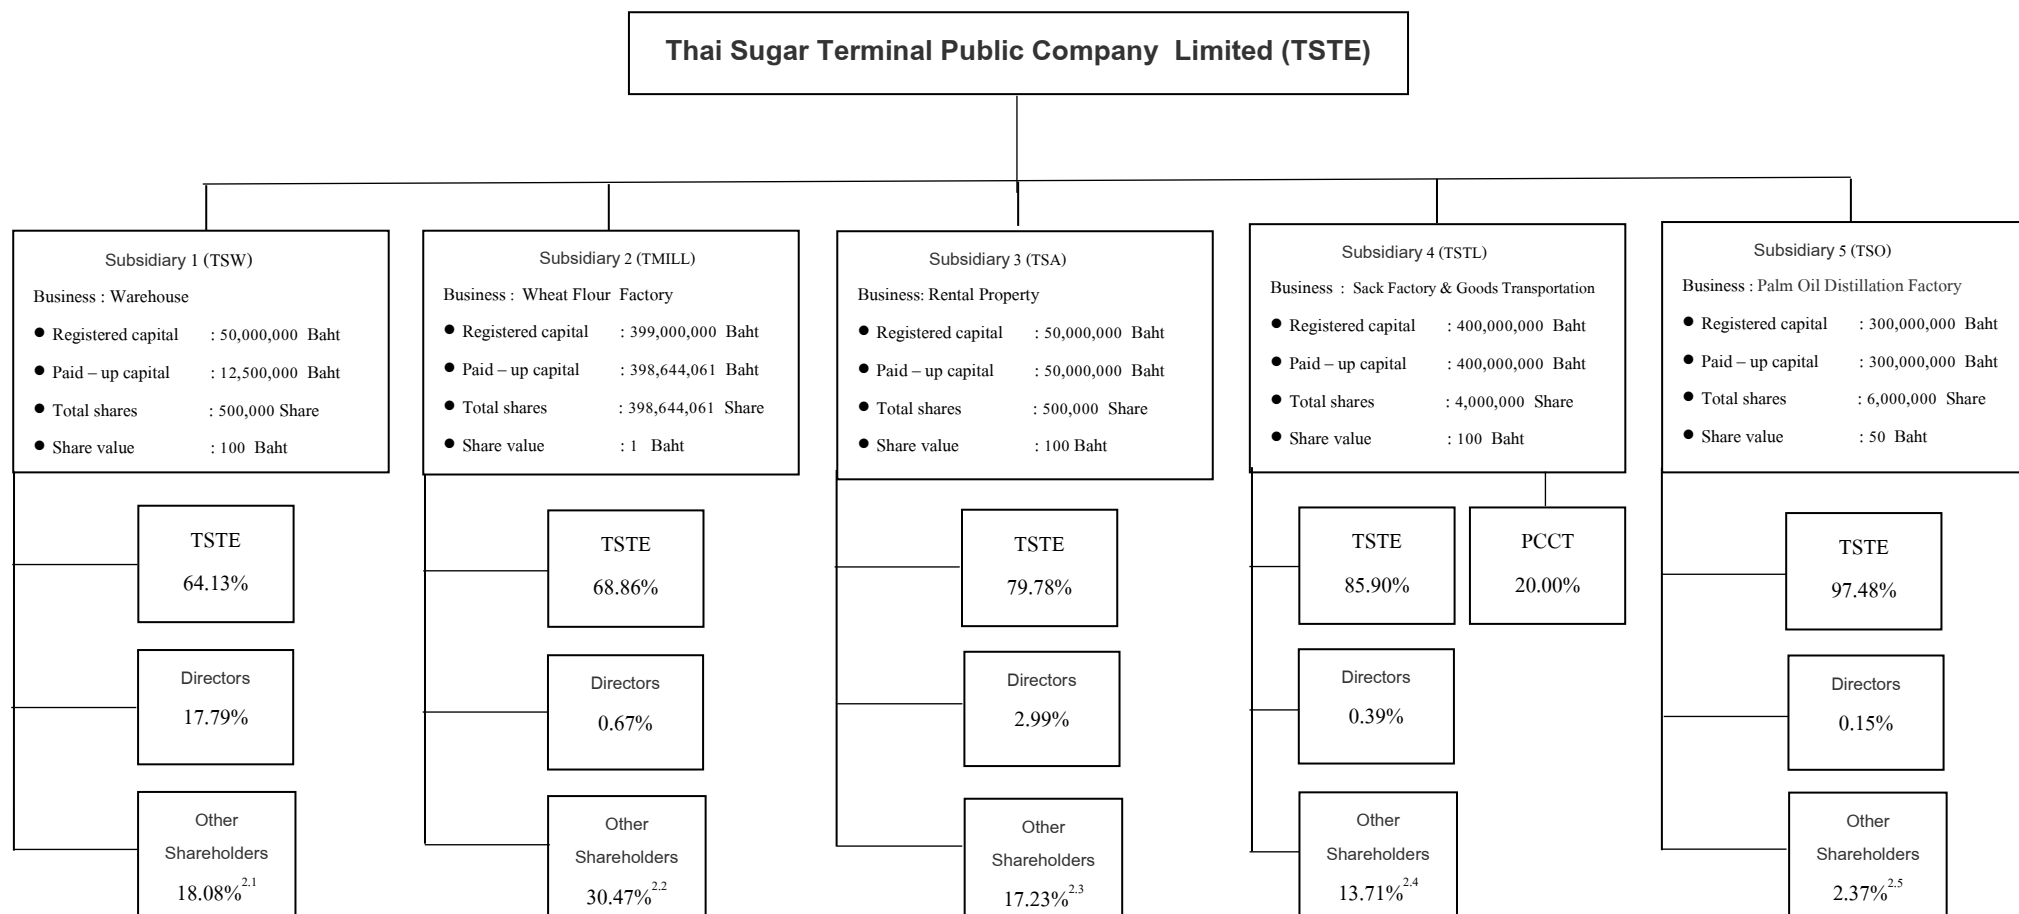 Thai Sugar Terminal Public Company Limited (TSTE)
Subsidiary 1 (TSW)
Business : Warehouse
● Registered capital : 50,000,000 Baht
● Paid – up capital : 12,500,000 Baht
● Total shares : 500,000 Share
● Share value : 100 Baht
TSTE
64.13%
Directors
17.79%
Other
Shareholders
18.08%2.1
Subsidiary 2 (TMILL)
Business : Wheat Flour Factory
● Registered capital : 399,000,000 Baht
● Paid – up capital : 398,644,061 Baht
● Total shares : 398,644,061 Share
● Share value : 1 Baht
TSTE
68.86%
Directors
0.67%
Other
Shareholders
30.47%2.2
Subsidiary 3 (TSA)
Business: Rental Property
● Registered capital : 50,000,000 Baht
● Paid – up capital : 50,000,000 Baht
● Total shares : 500,000 Share
● Share value : 100 Baht
TSTE
79.78%
Directors
2.99%
Other
Shareholders
17.23%2.3
Subsidiary 4 (TSTL)
Business : Sack Factory & Goods Transportation
● Registered capital : 400,000,000 Baht
● Paid – up capital : 400,000,000 Baht
● Total shares : 4,000,000 Share
● Share value : 100 Baht
TSTE
85.90%
PCCT
20.00%
Directors
0.39%
Other
Shareholders
13.71%2.4
Subsidiary 5 (TSO)
Business : Palm Oil Distillation Factory
● Registered capital : 300,000,000 Baht
● Paid – up capital : 300,000,000 Baht
● Total shares : 6,000,000 Share
● Share value : 50 Baht
TSTE
97.48%
Directors
0.15%
Other
Shareholders
2.37%2.5